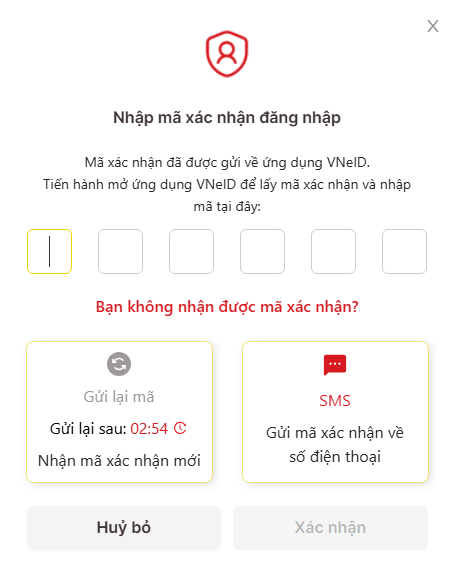 Nhập mã xác nhận đăng nhập
Mã xác nhận đã được gửi về ứng dụng VNeID.
Tiến hành mở ứng dụng VNeID để lấy mã xác nhận và nhập
mã tại đây:
Bạn không nhận được mã xác nhận?
Gửi lại mã
Gửi lại sau: 02:54
Nhận mã xác nhận mới
SMS
Gửi mã xác nhận về
số điện thoại
Huỷ bỏ
Xác nhận